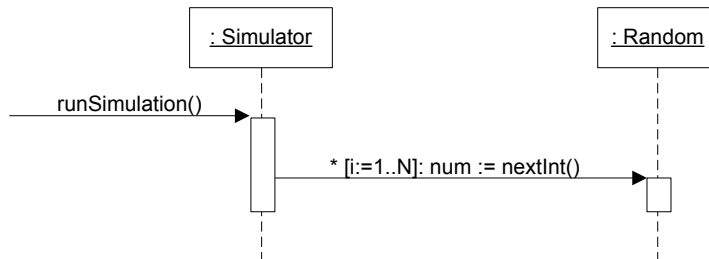 : Simulator
: Random
runSimulation()
* [i:=1..N]: num := nextInt()